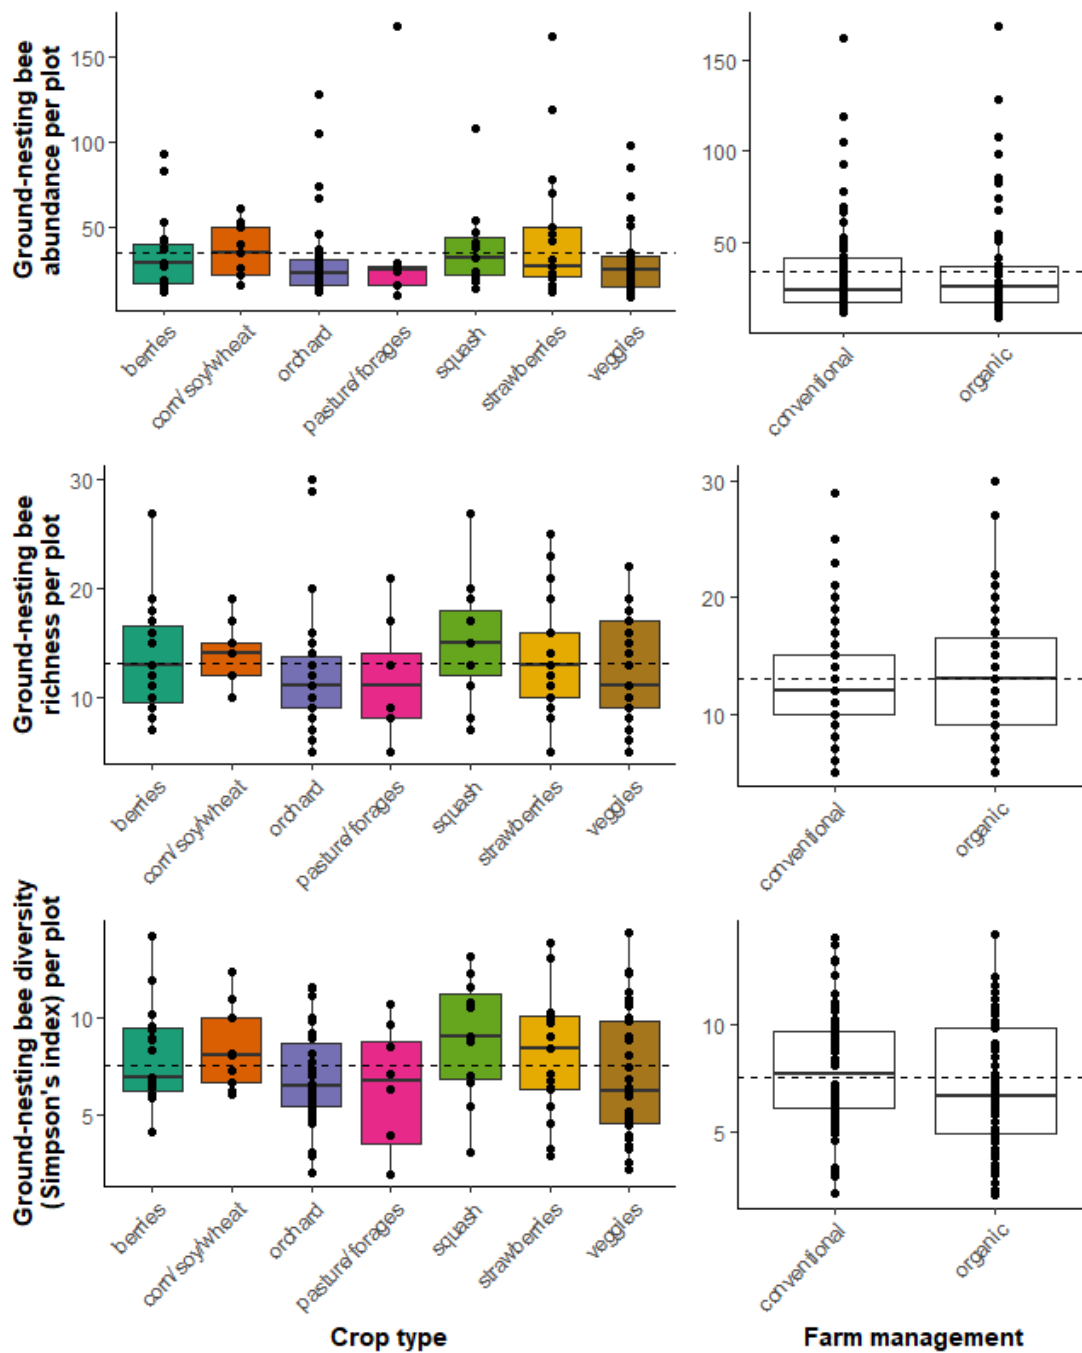 Ground-nesting bee
abundance per plot
150
100
50
berries
corn/soy/wheat
orchard
pasture/forages
squash
strawberries
veggies
150
100
50
conventional
organic
Ground-nesting bee
richness per plot
30
20
10
berries
corn/soy/wheat
orchard
pasture/forages
squash
strawberries
veggies
30
20
10
conventional
organic
Ground-nesting bee diversity
(Simpson's index) per plot
10
5
berries
corn/soy/wheat
orchard
pasture/forages
squash
strawberries
veggies
10
5
conventional
organic
Crop type
Farm management